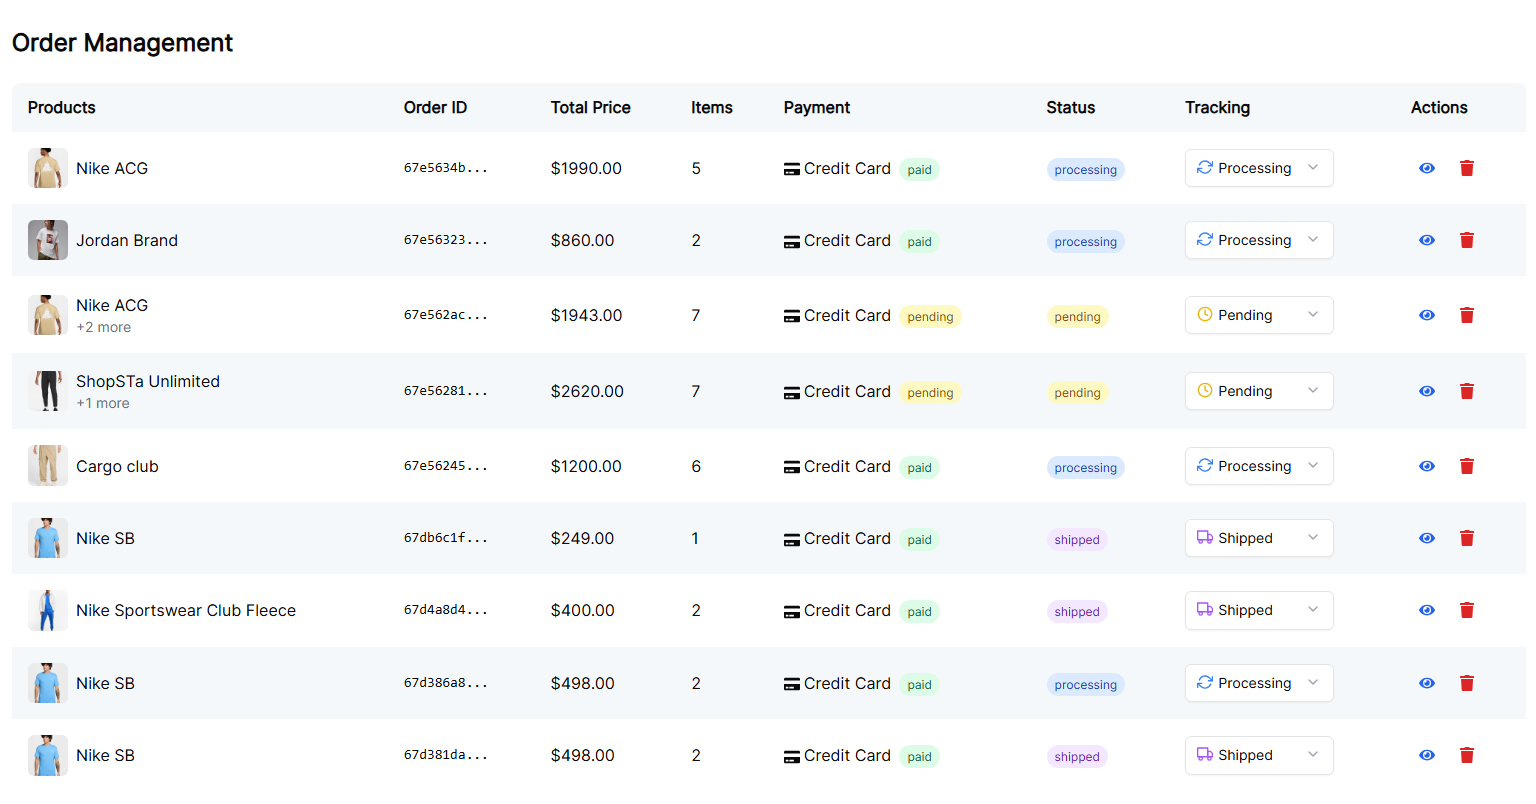 Order Management
Products Order ID Total Price Items Payment Status Tracking Actions
Nike ACG 67e5634b... $1990.00 5 Credit Card paid processing Processing
Jordan Brand 67e56323... $860.00 2 Credit Card paid processing Processing
Nike ACG
+2 more
67e562ac... $1943.00 7 Credit Card pending pending Pending
ShopSTa Unlimited
+1 more
67e56281... $2620.00 7 Credit Card pending pending Pending
Cargo club 67e56245... $1200.00 6 Credit Card paid processing Processing
Nike SB 67db6c1f... $249.00 1 Credit Card paid shipped Shipped
Nike Sportswear Club Fleece 67d4a8d4... $400.00 2 Credit Card paid shipped Shipped
Nike SB 67d386a8... $498.00 2 Credit Card paid processing Processing
Nike SB 67d381da... $498.00 2 Credit Card paid shipped Shipped